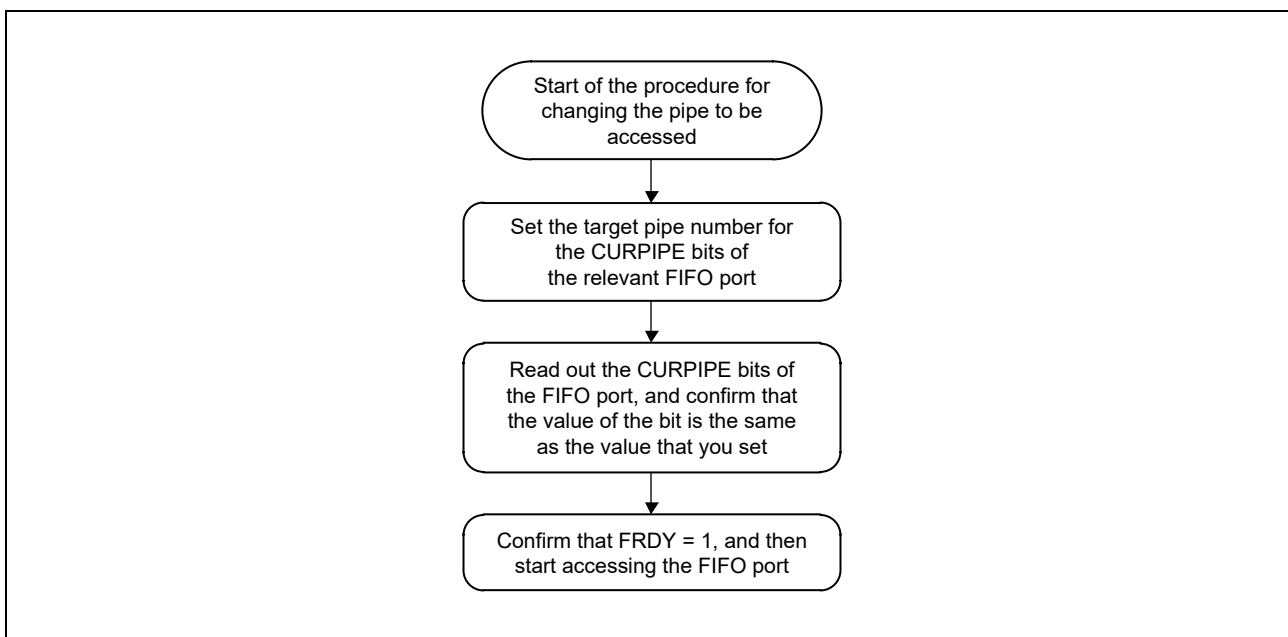 Start of the procedure for
changing the pipe to be
accessed
Set the target pipe number for
the CURPIPE bits of
the relevant FIFO port
Read out the CURPIPE bits of
the FIFO port, and confirm that
the value of the bit is the same
as the value that you set
Confirm that FRDY = 1, and then
start accessing the FIFO port